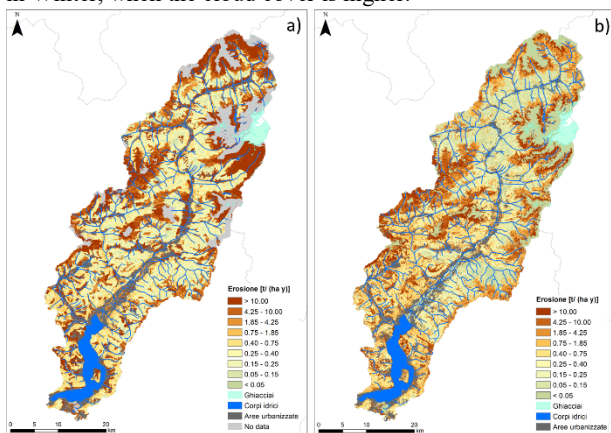 in winter, when the cloud cover is higher.
a)
Erosione [t/ (ha y)]
> 10.00
4.25 - 10.00
1.85 - 4.25
0.75 - 1.85
0.40 - 0.75
0.25 - 0.40
0.15 - 0.25
0.05 - 0.15
< 0.05
Ghiacciai
Corpi idrici
Aree urbanizzate
No data
0 5 10 20
km
b)
Erosione [t/ (ha y)]
> 10.00
4.25 - 10.00
1.85 - 4.25
0.75 - 1.85
0.40 - 0.75
0.25 - 0.40
0.15 - 0.25
0.05 - 0.15
< 0.05
Ghiacciai
Corpi idrici
Aree urbanizzate
0 5 10 20
km